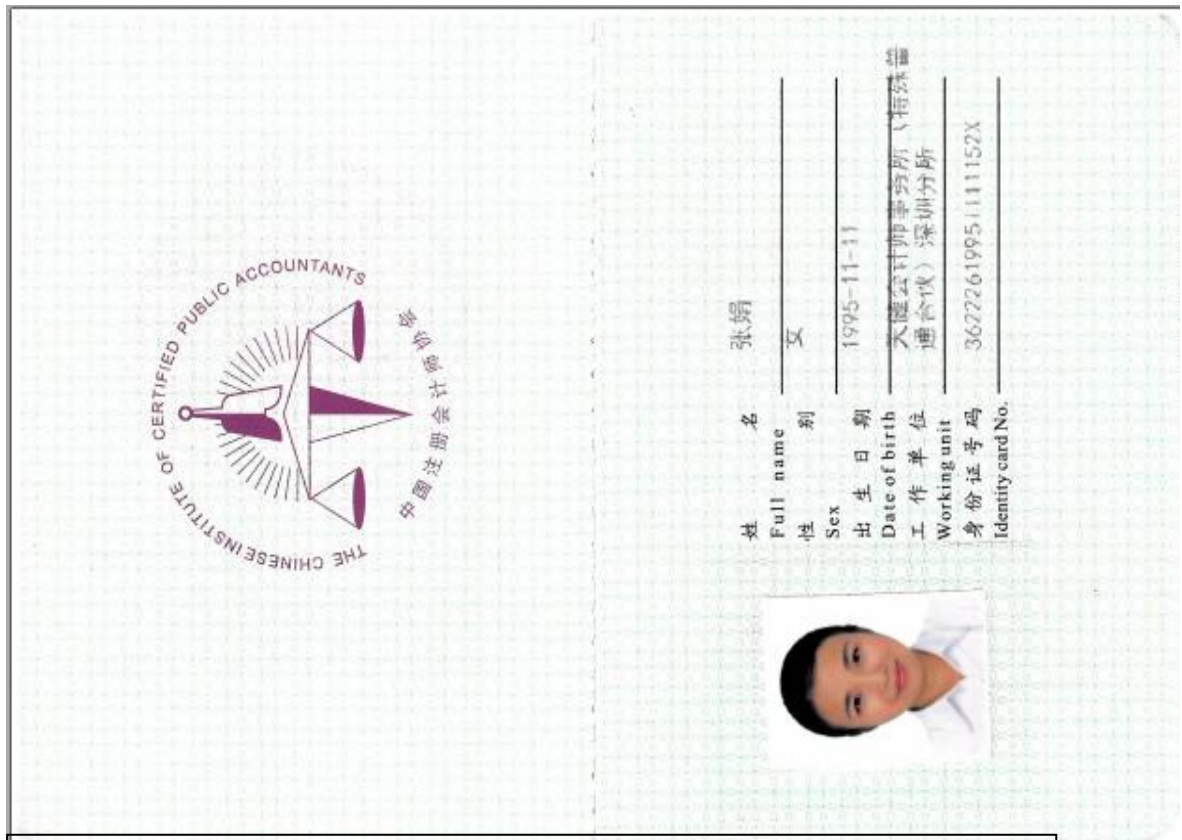 THE CHINESE INSTITUTE OF CERTIFIED PUBLIC ACCOUNTANTS
中国注册会计师协会
姓名 张娟
Full name
性别 女
Sex
出生日期 1995-11-11
Date of birth
工作单位 天健会计师事务所（特殊普
Working unit 通合伙）深圳分所
身份证号码 36222619951111152X
Identity card No.